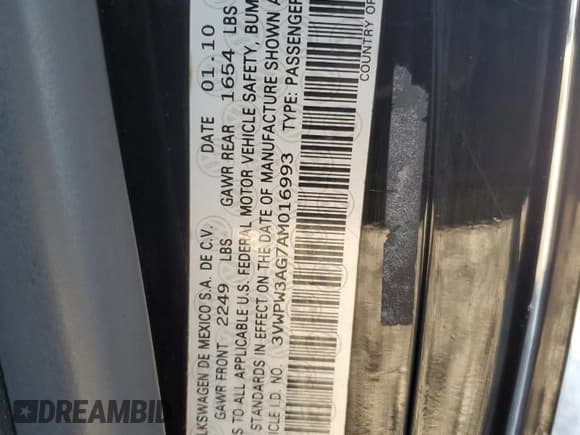 LKSWAGEN DE MEXICO S.A. DE C.V. DATE 01.10
GAWR FRONT 2249 LBS GAWR REAR 1654 LBS
S TO ALL APPLICABLE U.S. FEDERAL MOTOR VEHICLE SAFETY, BUM
STANDARDS IN EFFECT ON THE DATE OF MANUFACTURE SHOWN A
ICLE I.D. NO. 3VWPW3AG7AM016993 TYPE: PASSENGER
COUNTRY OF
DREAMBID